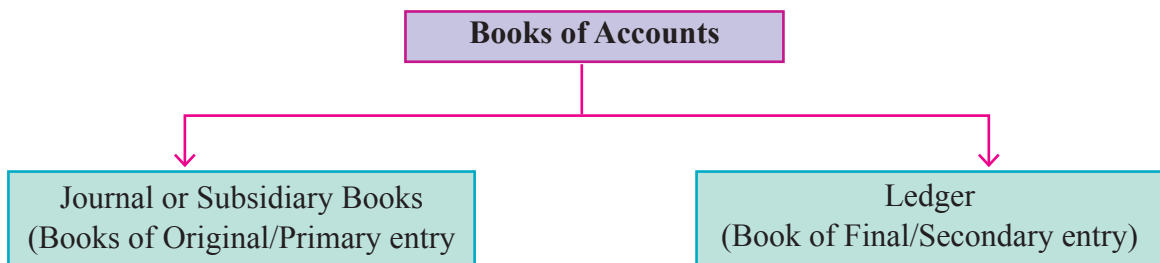 Books of Accounts
Journal or Subsidiary Books
(Books of Original/Primary entry
Ledger
(Book of Final/Secondary entry)